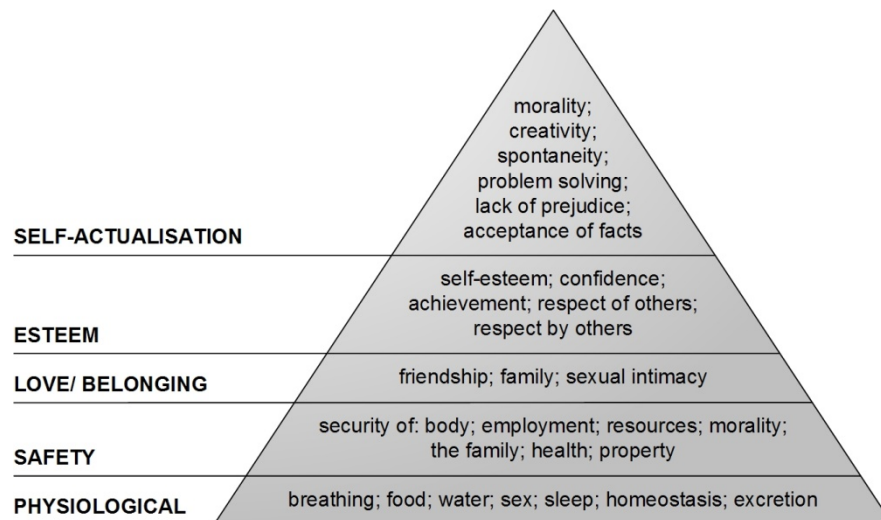 morality;
creativity;
spontaneity;
problem solving;
lack of prejudice;
acceptance of facts
SELF-ACTUALISATION
self-esteem; confidence;
achievement; respect of others;
respect by others
ESTEEM
friendship; family; sexual intimacy
LOVE/ BELONGING
security of: body; employment; resources; morality;
the family; health; property
SAFETY
breathing; food; water; sex; sleep; homeostasis; excretion
PHYSIOLOGICAL